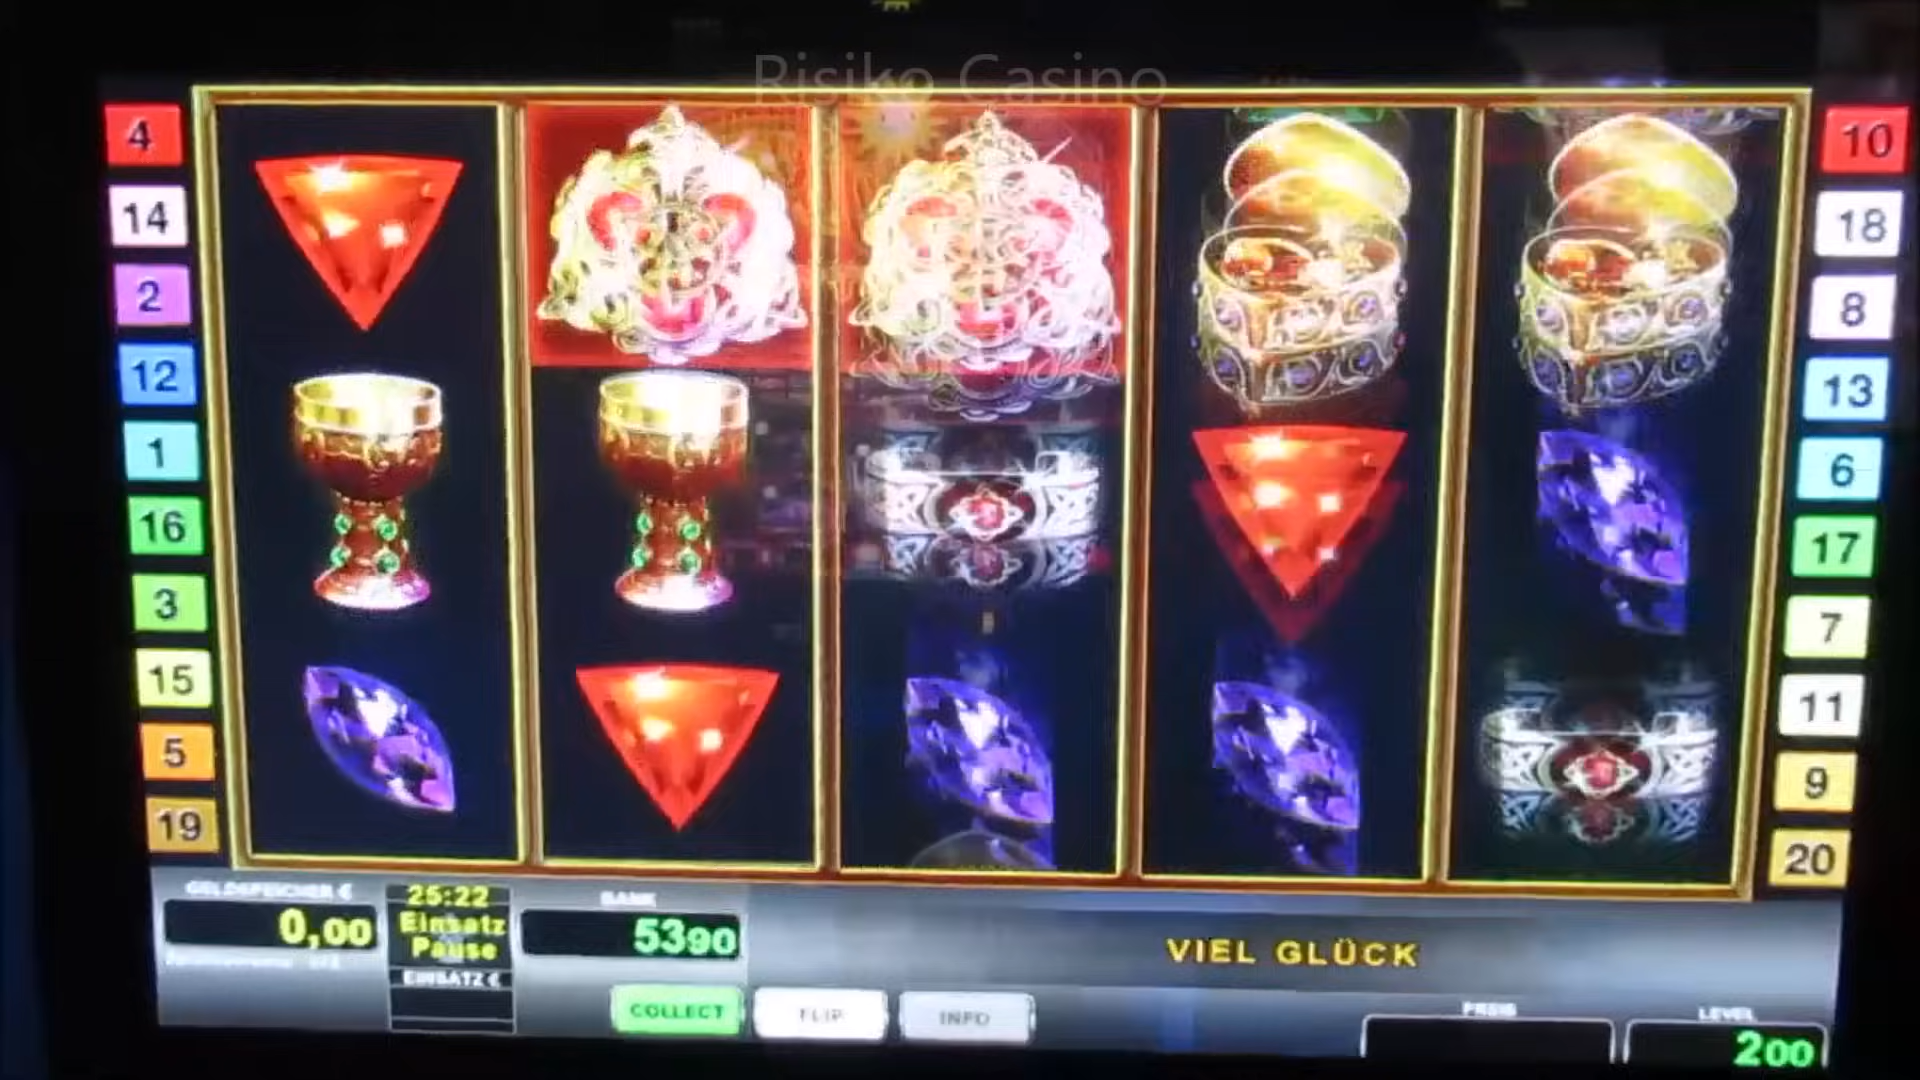 Risiko Casino
4
10
14
18
2
8
12
13
1
6
16
17
3
7
15
11
5
9
19
20
GELDSPEICHER €
25:22
BANK
0,00
Einsatz
Pause
5390
VIEL GLÜCK
EINSATZ €
COLLECT
FLIP
INFO
PREIS
LEVEL
200